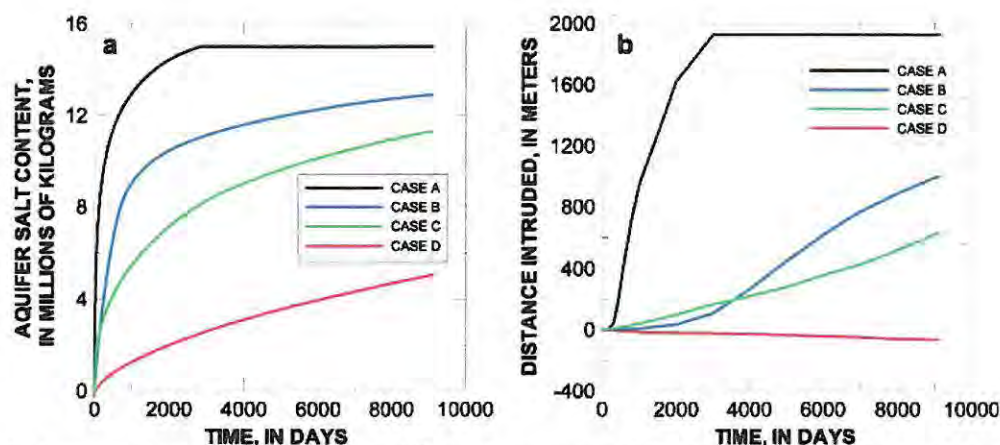 a
16
12
8
4
0
AQUIFER SALT CONTENT,
IN MILLIONS OF KILOGRAMS
CASE A
CASE B
CASE C
CASE D
0 2000 4000 6000 8000 10000
TIME, IN DAYS
b
2000
1600
1200
800
400
0
-400
DISTANCE INTRUDED, IN METERS
CASE A
CASE B
CASE C
CASE D
0 2000 4000 6000 8000 10000
TIME, IN DAYS